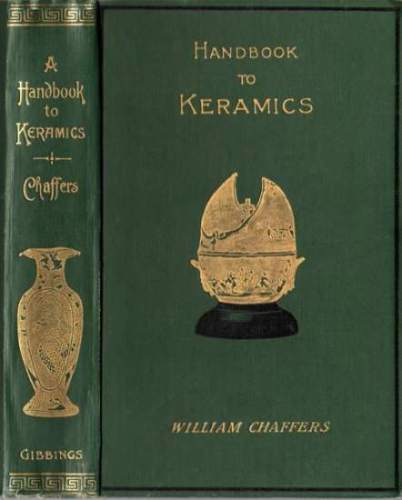 A
Handbook
to
KERAMICS
Chaffers
GIBBINGS
HANDBOOK
TO
KERAMICS
WILLIAM CHAFFERS